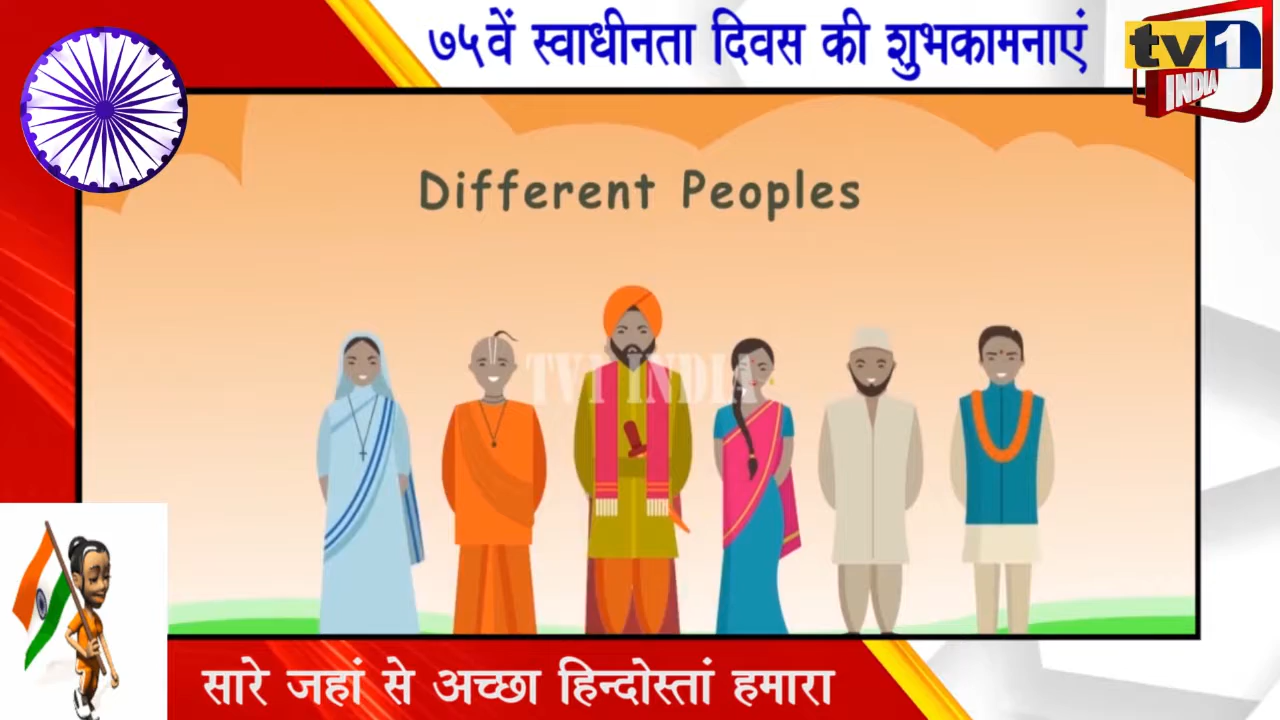 ७५वें स्वाधीनता दिवस की शुभकामनाएं
tv1
INDIA
Different Peoples
TV1 INDIA
सारे जहां से अच्छा हिन्दोस्तां हमारा